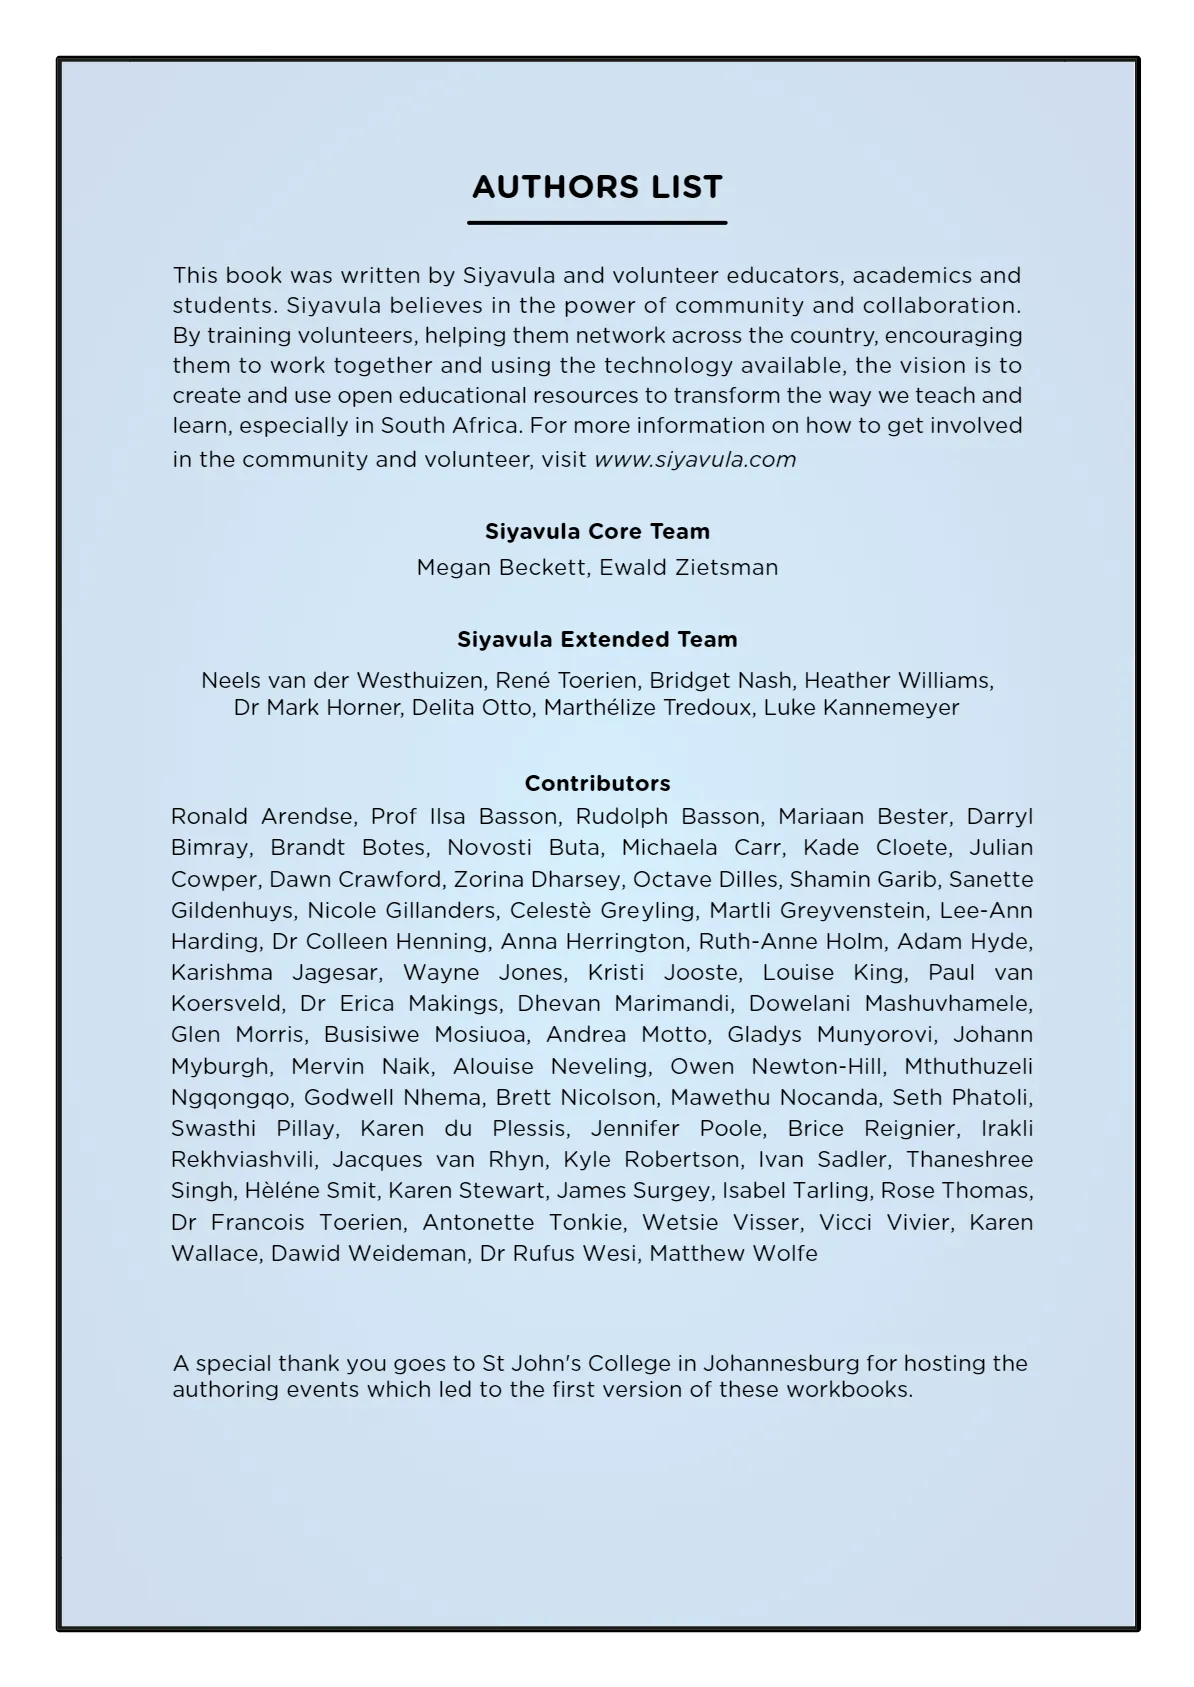 AUTHORS LIST
This book was written by Siyavula and volunteer educators, academics and
students. Siyavula believes in the power of community and collaboration.
By training volunteers, helping them network across the country, encouraging
them to work together and using the technology available, the vision is to
create and use open educational resources to transform the way we teach and
learn, especially in South Africa. For more information on how to get involved
in the community and volunteer, visit www.siyavula.com
Siyavula Core Team
Megan Beckett, Ewald Zietsman
Siyavula Extended Team
Neels van der Westhuizen, René Toerien, Bridget Nash, Heather Williams,
Dr Mark Horner, Delita Otto, Marthélize Tredoux, Luke Kannemeyer
Contributors
Ronald Arendse, Prof Ilsa Basson, Rudolph Basson, Mariaan Bester, Darryl
Bimray, Brandt Botes, Novosti Buta, Michaela Carr, Kade Cloete, Julian
Cowper, Dawn Crawford, Zorina Dharsey, Octave Dilles, Shamin Garib, Sanette
Gildenhuys, Nicole Gillanders, Celestè Greyling, Martli Greyvenstein, Lee-Ann
Harding, Dr Colleen Henning, Anna Herrington, Ruth-Anne Holm, Adam Hyde,
Karishma Jagesar, Wayne Jones, Kristi Jooste, Louise King, Paul van
Koersveld, Dr Erica Makings, Dhevan Marimandi, Dowelani Mashuvhamele,
Glen Morris, Busisiwe Mosiuoa, Andrea Motto, Gladys Munyorovi, Johann
Myburgh, Mervin Naik, Alouise Neveling, Owen Newton-Hill, Mthuthuzeli
Ngqongqo, Godwell Nhema, Brett Nicolson, Mawethu Nocanda, Seth Phatoli,
Swasthi Pillay, Karen du Plessis, Jennifer Poole, Brice Reignier, Irakli
Rekhviashvili, Jacques van Rhyn, Kyle Robertson, Ivan Sadler, Thaneshree
Singh, Hèléne Smit, Karen Stewart, James Surgey, Isabel Tarling, Rose Thomas,
Dr Francois Toerien, Antonette Tonkie, Wetsie Visser, Vicci Vivier, Karen
Wallace, Dawid Weideman, Dr Rufus Wesi, Matthew Wolfe
A special thank you goes to St John's College in Johannesburg for hosting the
authoring events which led to the first version of these workbooks.